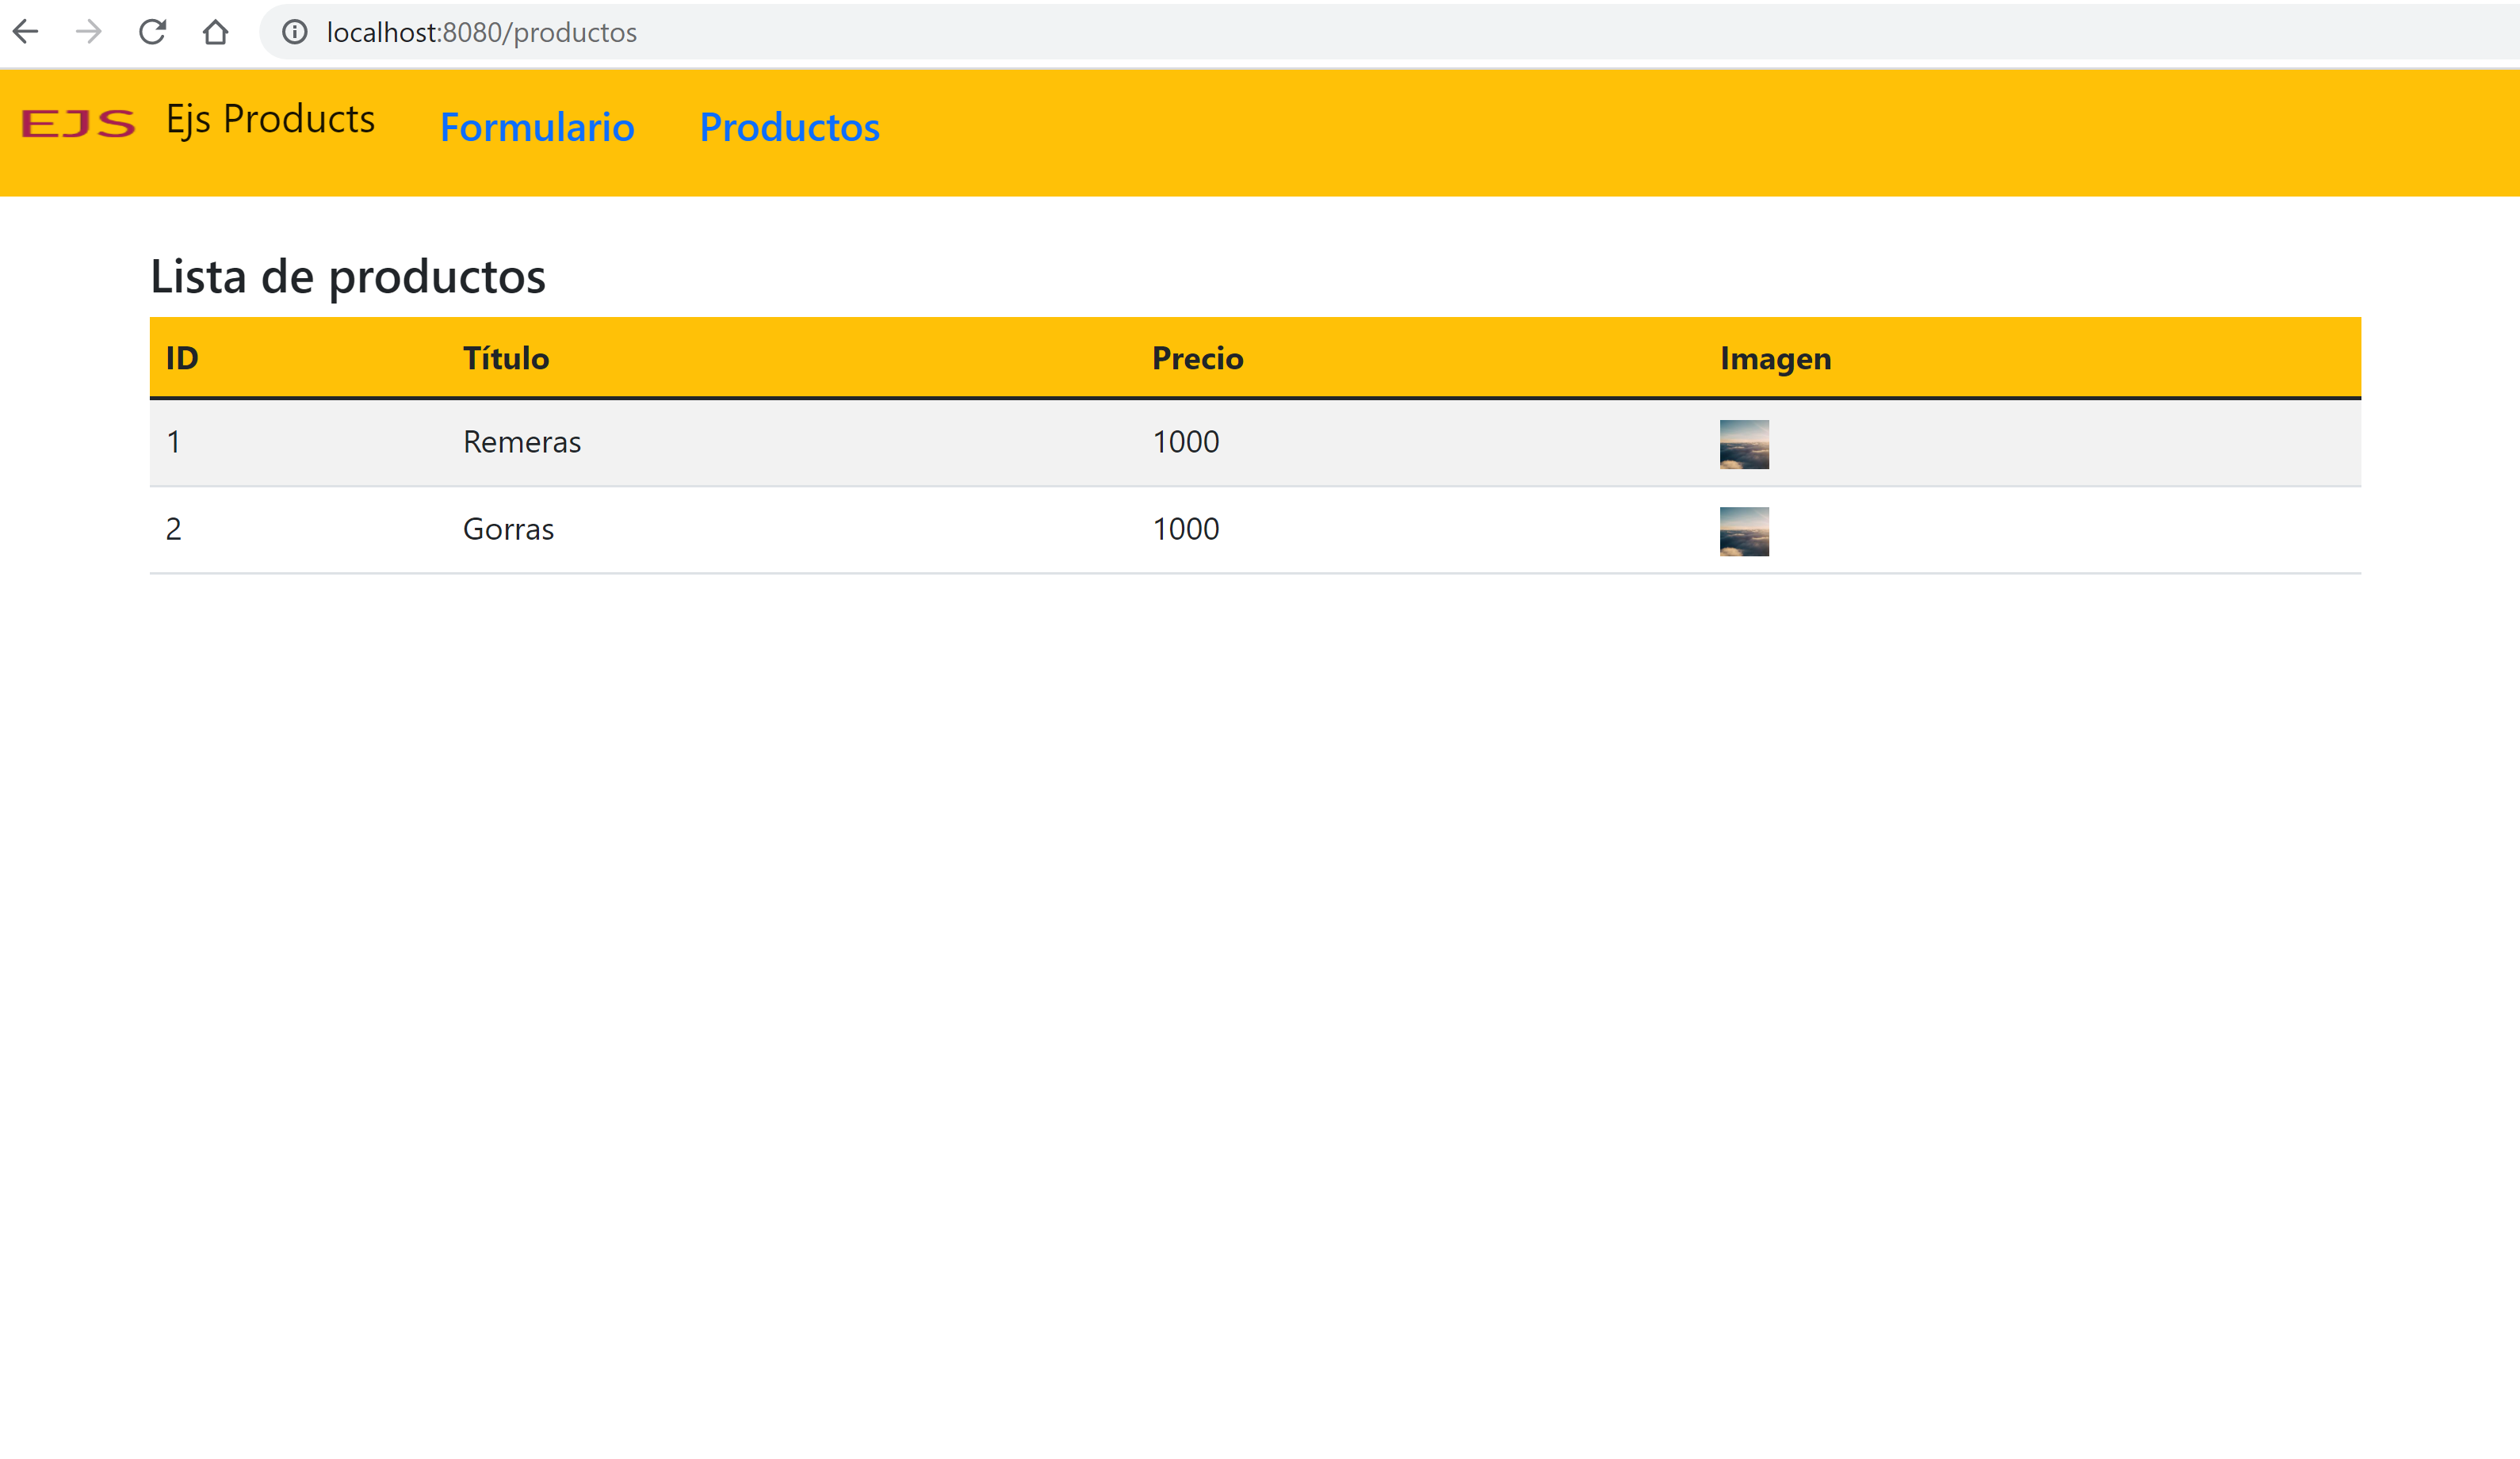 localhost:8080/productos
EJS Ejs Products Formulario Productos
Lista de productos
ID Título Precio Imagen
1 Remeras 1000
2 Gorras 1000